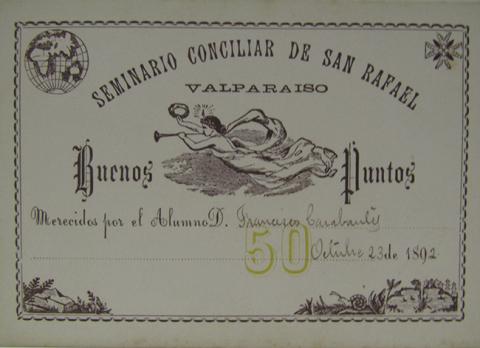 SEMINARIO CONCILIAR DE SAN RAFAEL
VALPARAISO
Buenos Puntos
Merecidos por el Alumno D. Francisco
50
Octubre 23 de 1892